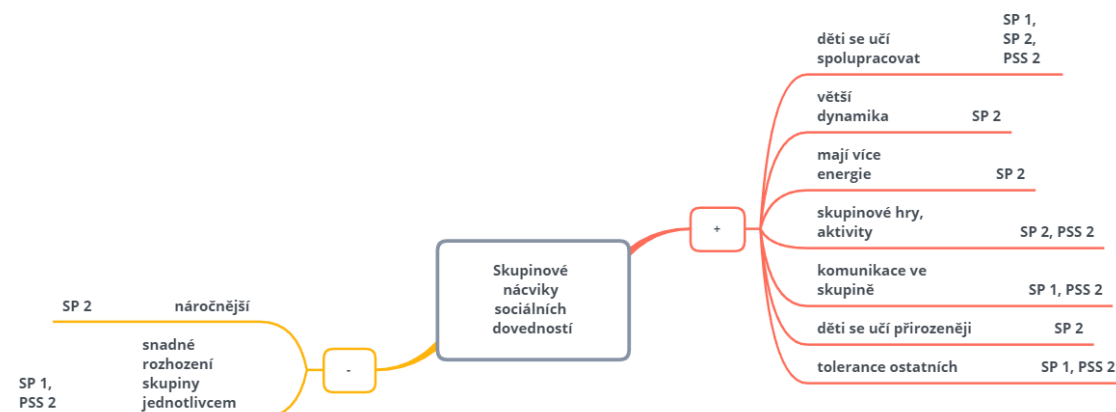 Skupinové
nácviky
sociálních
dovedností
+
děti se učí
spolupracovat
SP 1,
SP 2,
PSS 2
větší
dynamika
SP 2
mají více
energie
SP 2
skupinové hry,
aktivity
SP 2, PSS 2
komunikace ve
skupině
SP 1, PSS 2
děti se učí přirozeněji
SP 2
tolerance ostatních
SP 1, PSS 2
-
náročnější
SP 2
snadné
rozhození
skupiny
jednotlivcem
SP 1,
PSS 2